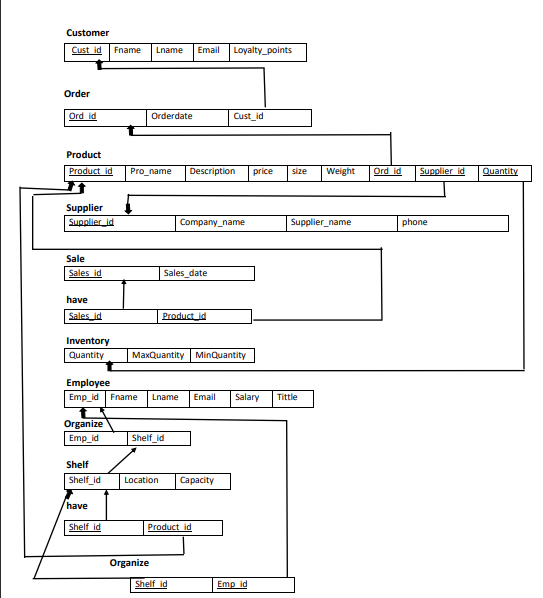 Customer
Cust_id Fname Lname Email Loyalty_points
Order
Ord_id Orderdate Cust_id
Product
Product_id Pro_name Description price size Weight Ord_id Supplier_id Quantity
Supplier
Supplier_id Company_name Supplier_name phone
Sale
Sales_id Sales_date
have
Sales_id Product_id
Inventory
Quantity MaxQuantity MinQuantity
Employee
Emp_id Fname Lname Email Salary Tittle
Organize
Emp_id Shelf_id
Shelf
Shelf_id Location Capacity
have
Shelf_id Product_id
Organize
Shelf_id Emp_id